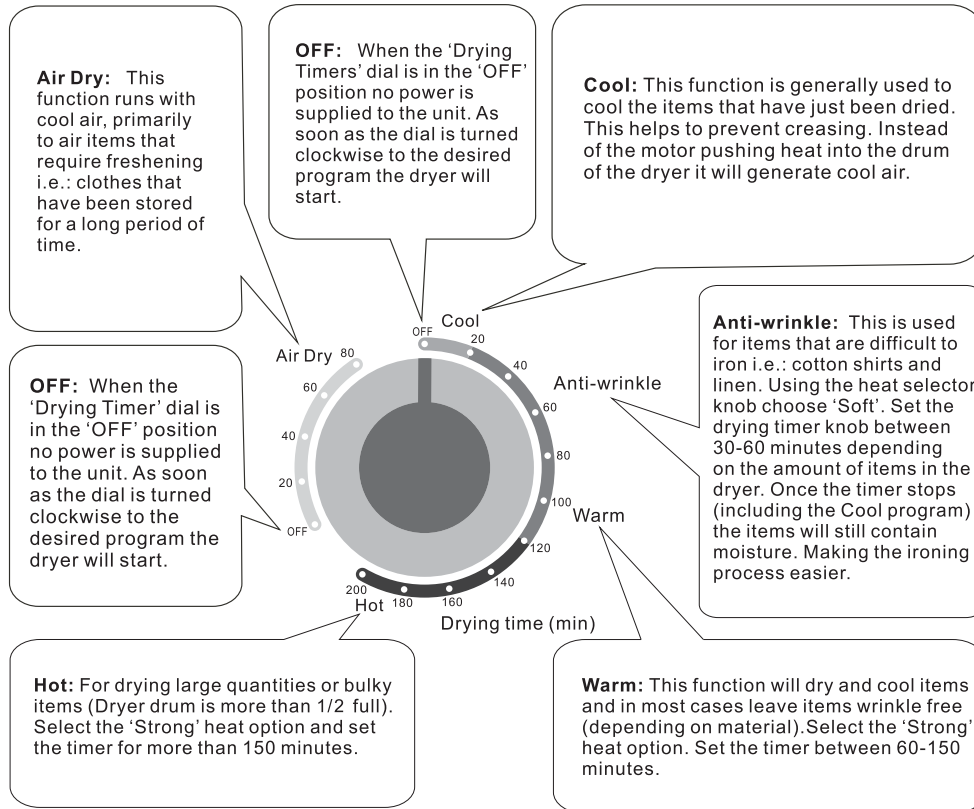 Air Dry: This
function runs with
cool air, primarily
to air items that
require freshening
i.e.: clothes that
have been stored
for a long period of
time.
OFF: When the ‘Drying
Timers’ dial is in the ‘OFF’
position no power is
supplied to the unit. As
soon as the dial is turned
clockwise to the desired
program the dryer will
start.
Cool: This function is generally used to
cool the items that have just been dried.
This helps to prevent creasing. Instead
of the motor pushing heat into the drum
of the dryer it will generate cool air.
OFF: When the
‘Drying Timer’ dial is
in the ‘OFF’ position
no power is supplied
to the unit. As soon
as the dial is turned
clockwise to the
desired program the
dryer will start.
Air Dry
80
60
40
20
OFF
OFF
Cool
20
40
Anti-wrinkle
60
80
100
Warm
120
140
160
180
200
Hot
Drying time (min)
Anti-wrinkle: This is used
for items that are difficult to
iron i.e.: cotton shirts and
linen. Using the heat selector
knob choose ‘Soft’. Set the
drying timer knob between
30-60 minutes depending
on the amount of items in the
dryer. Once the timer stops
(including the Cool program)
the items will still contain
moisture. Making the ironing
process easier.
Hot: For drying large quantities or bulky
items (Dryer drum is more than 1/2 full).
Select the ‘Strong’ heat option and set
the timer for more than 150 minutes.
Warm: This function will dry and cool items
and in most cases leave items wrinkle free
(depending on material).Select the ‘Strong’
heat option. Set the timer between 60-150
minutes.